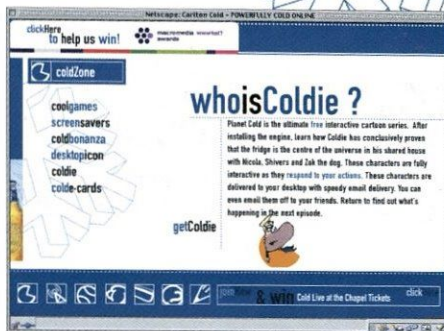 Netscape: Carlton Cold - POWERFULLY COLD ONLINE
clickHere
to help us win!
macromedia
awards
coldZone
coolgames
screensavers
coldbonanza
desktopicon
coldie
colde-cards
whoisColdie ?
Planet Cold is the ultimate free interactive cartoon series. After
installing the engine, learn how Coldie has conclusively proven
that the fridge is the centre of the universe in his shared house
with Nicola, Shivers and Zak the dog. These characters are fully
interactive as they respond to your actions. These characters are
delivered to your desktop with speedy email delivery. You can
even email them off to your friends. Return to find out what's
happening in the next episode.
getColdie
& win Cold Live at the Chapel Tickets